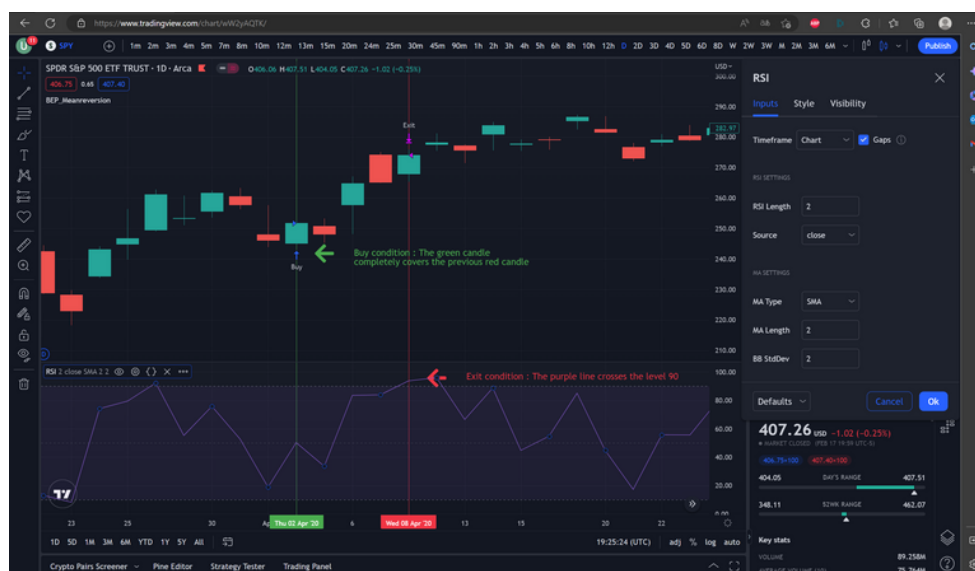 https://www.tradingview.com/chart/wW2yAQTK/
11
SPY
1m 2m 3m 4m 5m 7m 8m 10m 12m 13m 15m 20m 24m 25m 30m 45m 90m 1h 2h 3h 4h 5h 6h 8h 10h 12h D 2D 3D 4D 5D 6D 8D W 2W 3W M 2M 3M 6M
Publish
SPDR S&P 500 ETF TRUST · 1D · Arca
O406.06 H407.51 L404.05 C407.26 −1.02 (−0.25%)
USD
406.75 0.65 407.40
BEP_Meanreversion
300.00
290.00
282.97
280.00
270.00
260.00
250.00
240.00
230.00
220.00
210.00
Exit
Buy
Buy condition : The green candle
completely covers the previous red candle
RSI 2 close SMA 2 2
Exit condition : The purple line crosses the level 90
100.00
80.00
60.00
40.00
20.00
0.00
23 25 30 Thu 02 Apr '20 6 Wed 08 Apr '20 13 15 20 22
1D 5D 1M 3M 6M YTD 1Y 5Y All
19:25:24 (UTC) adj % log auto
Crypto Pairs Screener Pine Editor Strategy Tester Trading Panel
RSI
Inputs Style Visibility
Timeframe Chart Gaps
RSI SETTINGS
RSI Length 2
Source close
MA SETTINGS
MA Type SMA
MA Length 2
BB StdDev 2
Defaults Cancel Ok
407.26 USD −1.02 (−0.25%)
MARKET CLOSED (FEB 17 19:59 UTC-5)
406.75×100 407.40×100
404.05 DAY'S RANGE 407.51
348.11 52WK RANGE 462.07
Key stats
VOLUME 89.258M